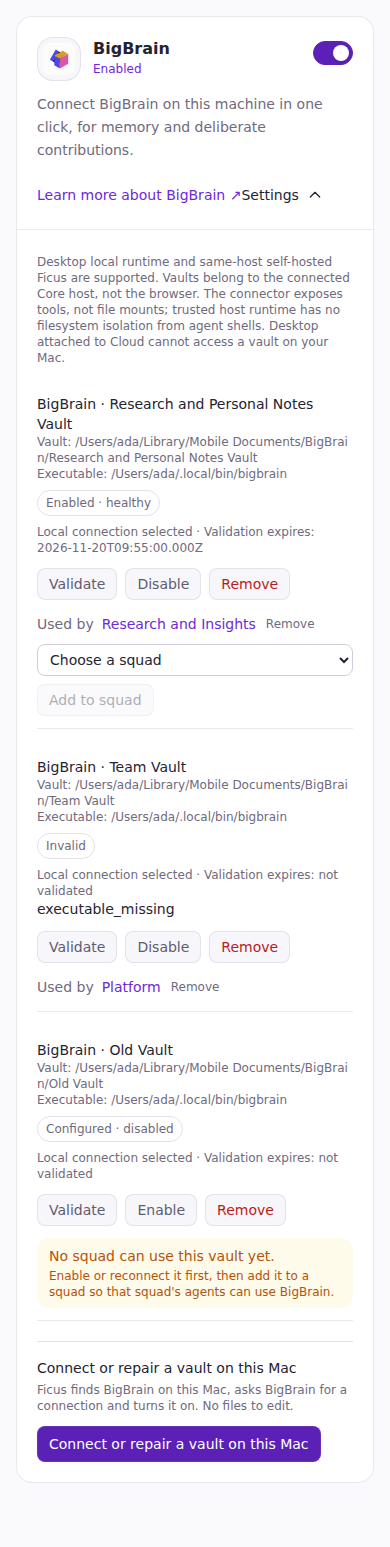 BigBrain
Enabled
Connect BigBrain on this machine in one
click, for memory and deliberate
contributions.
Learn more about BigBrain ↗Settings
Desktop local runtime and same-host self-hosted
Ficus are supported. Vaults belong to the connected
Core host, not the browser. The connector exposes
tools, not file mounts; trusted host runtime has no
filesystem isolation from agent shells. Desktop
attached to Cloud cannot access a vault on your
Mac.
BigBrain · Research and Personal Notes
Vault
Vault: /Users/ada/Library/Mobile Documents/BigBrai
n/Research and Personal Notes Vault
Executable: /Users/ada/.local/bin/bigbrain
Enabled · healthy
Local connection selected · Validation expires:
2026-11-20T09:55:00.000Z
Validate Disable Remove
Used by Research and Insights Remove
Choose a squad
Add to squad
BigBrain · Team Vault
Vault: /Users/ada/Library/Mobile Documents/BigBrai
n/Team Vault
Executable: /Users/ada/.local/bin/bigbrain
Invalid
Local connection selected · Validation expires: not
validated
executable_missing
Validate Disable Remove
Used by Platform Remove
BigBrain · Old Vault
Vault: /Users/ada/Library/Mobile Documents/BigBrai
n/Old Vault
Executable: /Users/ada/.local/bin/bigbrain
Configured · disabled
Local connection selected · Validation expires: not
validated
Validate Enable Remove
No squad can use this vault yet.
Enable or reconnect it first, then add it to a
squad so that squad's agents can use BigBrain.
Connect or repair a vault on this Mac
Ficus finds BigBrain on this Mac, asks BigBrain for a
connection and turns it on. No files to edit.
Connect or repair a vault on this Mac